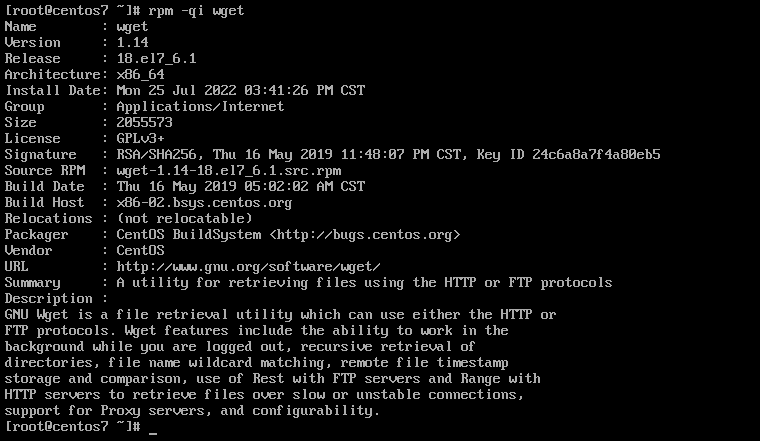 [root@centos7 ~]# rpm -qi wget
Name        : wget
Version     : 1.14
Release     : 18.el7_6.1
Architecture: x86_64
Install Date: Mon 25 Jul 2022 03:41:26 PM CST
Group       : Applications/Internet
Size        : 2055573
License     : GPLv3+
Signature   : RSA/SHA256, Thu 16 May 2019 11:48:07 PM CST, Key ID 24c6a8a7f4a80eb5
Source RPM  : wget-1.14-18.el7_6.1.src.rpm
Build Date  : Thu 16 May 2019 05:02:02 AM CST
Build Host  : x86-02.bsys.centos.org
Relocations : (not relocatable)
Packager    : CentOS BuildSystem <http://bugs.centos.org>
Vendor      : CentOS
URL         : http://www.gnu.org/software/wget/
Summary     : A utility for retrieving files using the HTTP or FTP protocols
Description :
GNU Wget is a file retrieval utility which can use either the HTTP or
FTP protocols. Wget features include the ability to work in the
background while you are logged out, recursive retrieval of
directories, file name wildcard matching, remote file timestamp
storage and comparison, use of Rest with FTP servers and Range with
HTTP servers to retrieve files over slow or unstable connections,
support for Proxy servers, and configurability.
[root@centos7 ~]# _